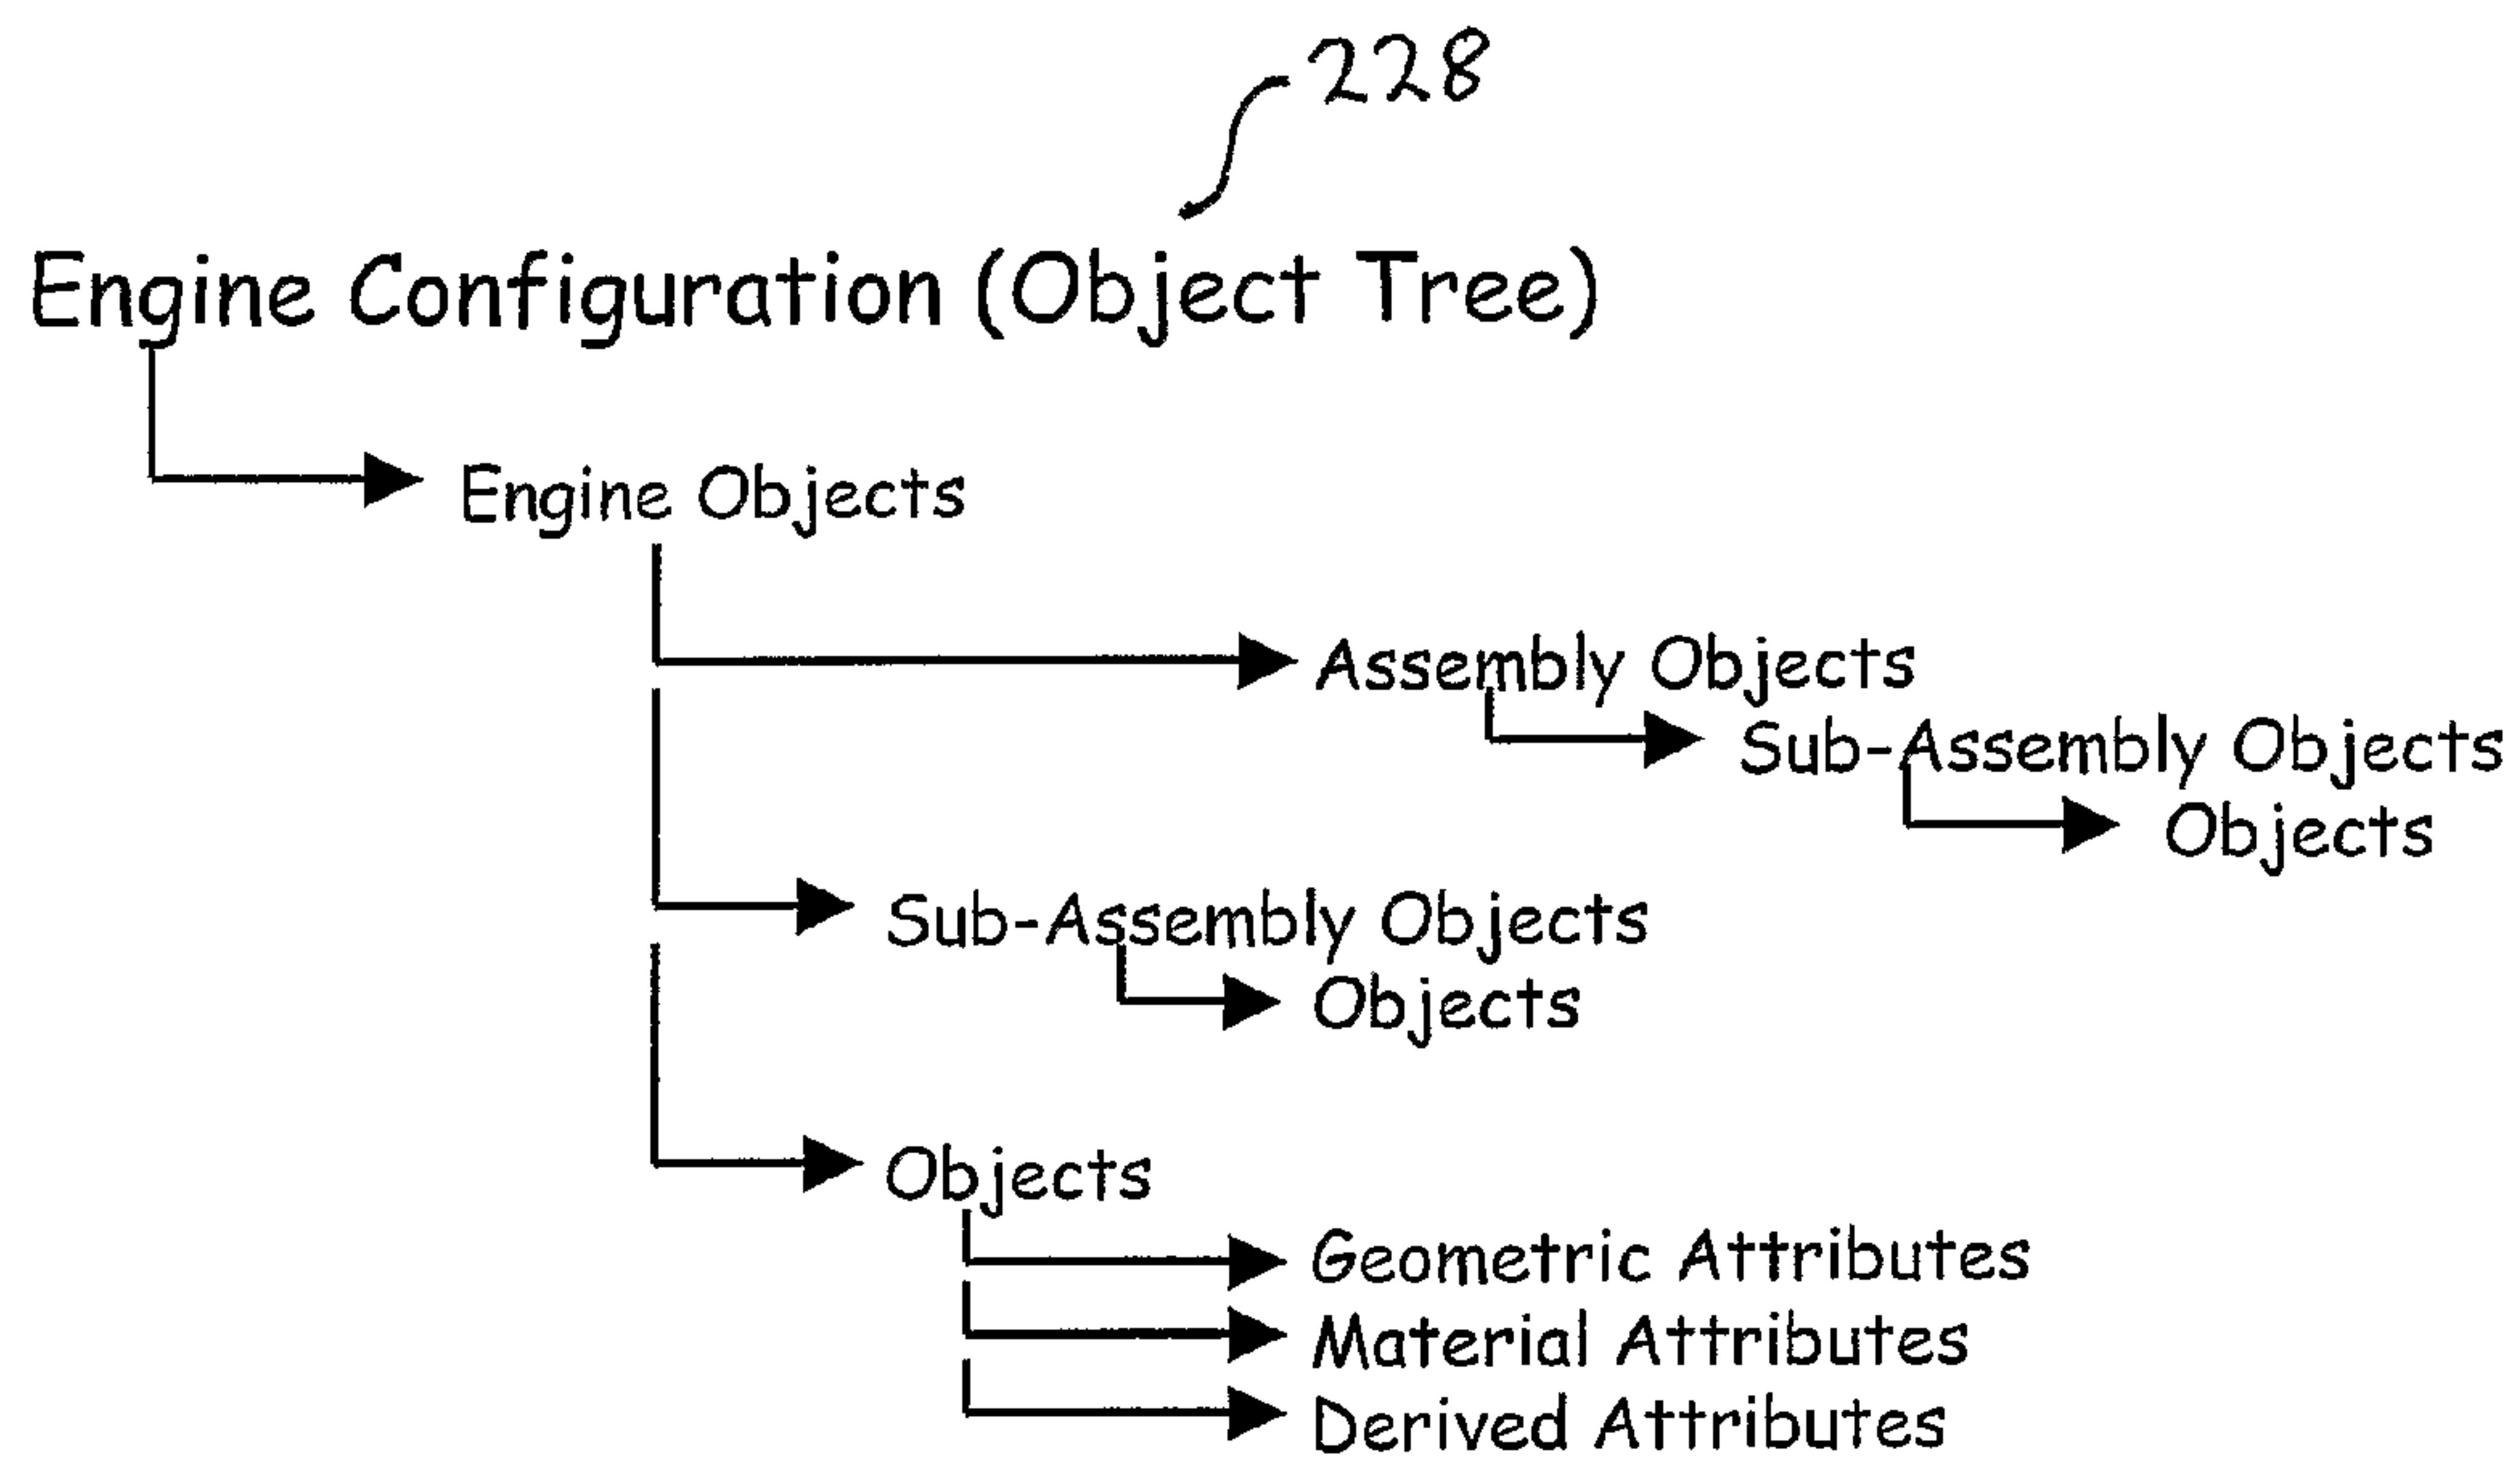 228
Engine Configuration (Object Tree)
Engine Objects
Assembly Objects
Sub-Assembly Objects
Objects
Sub-Assembly Objects
Objects
Objects
Geometric Attributes
Material Attributes
Derived Attributes